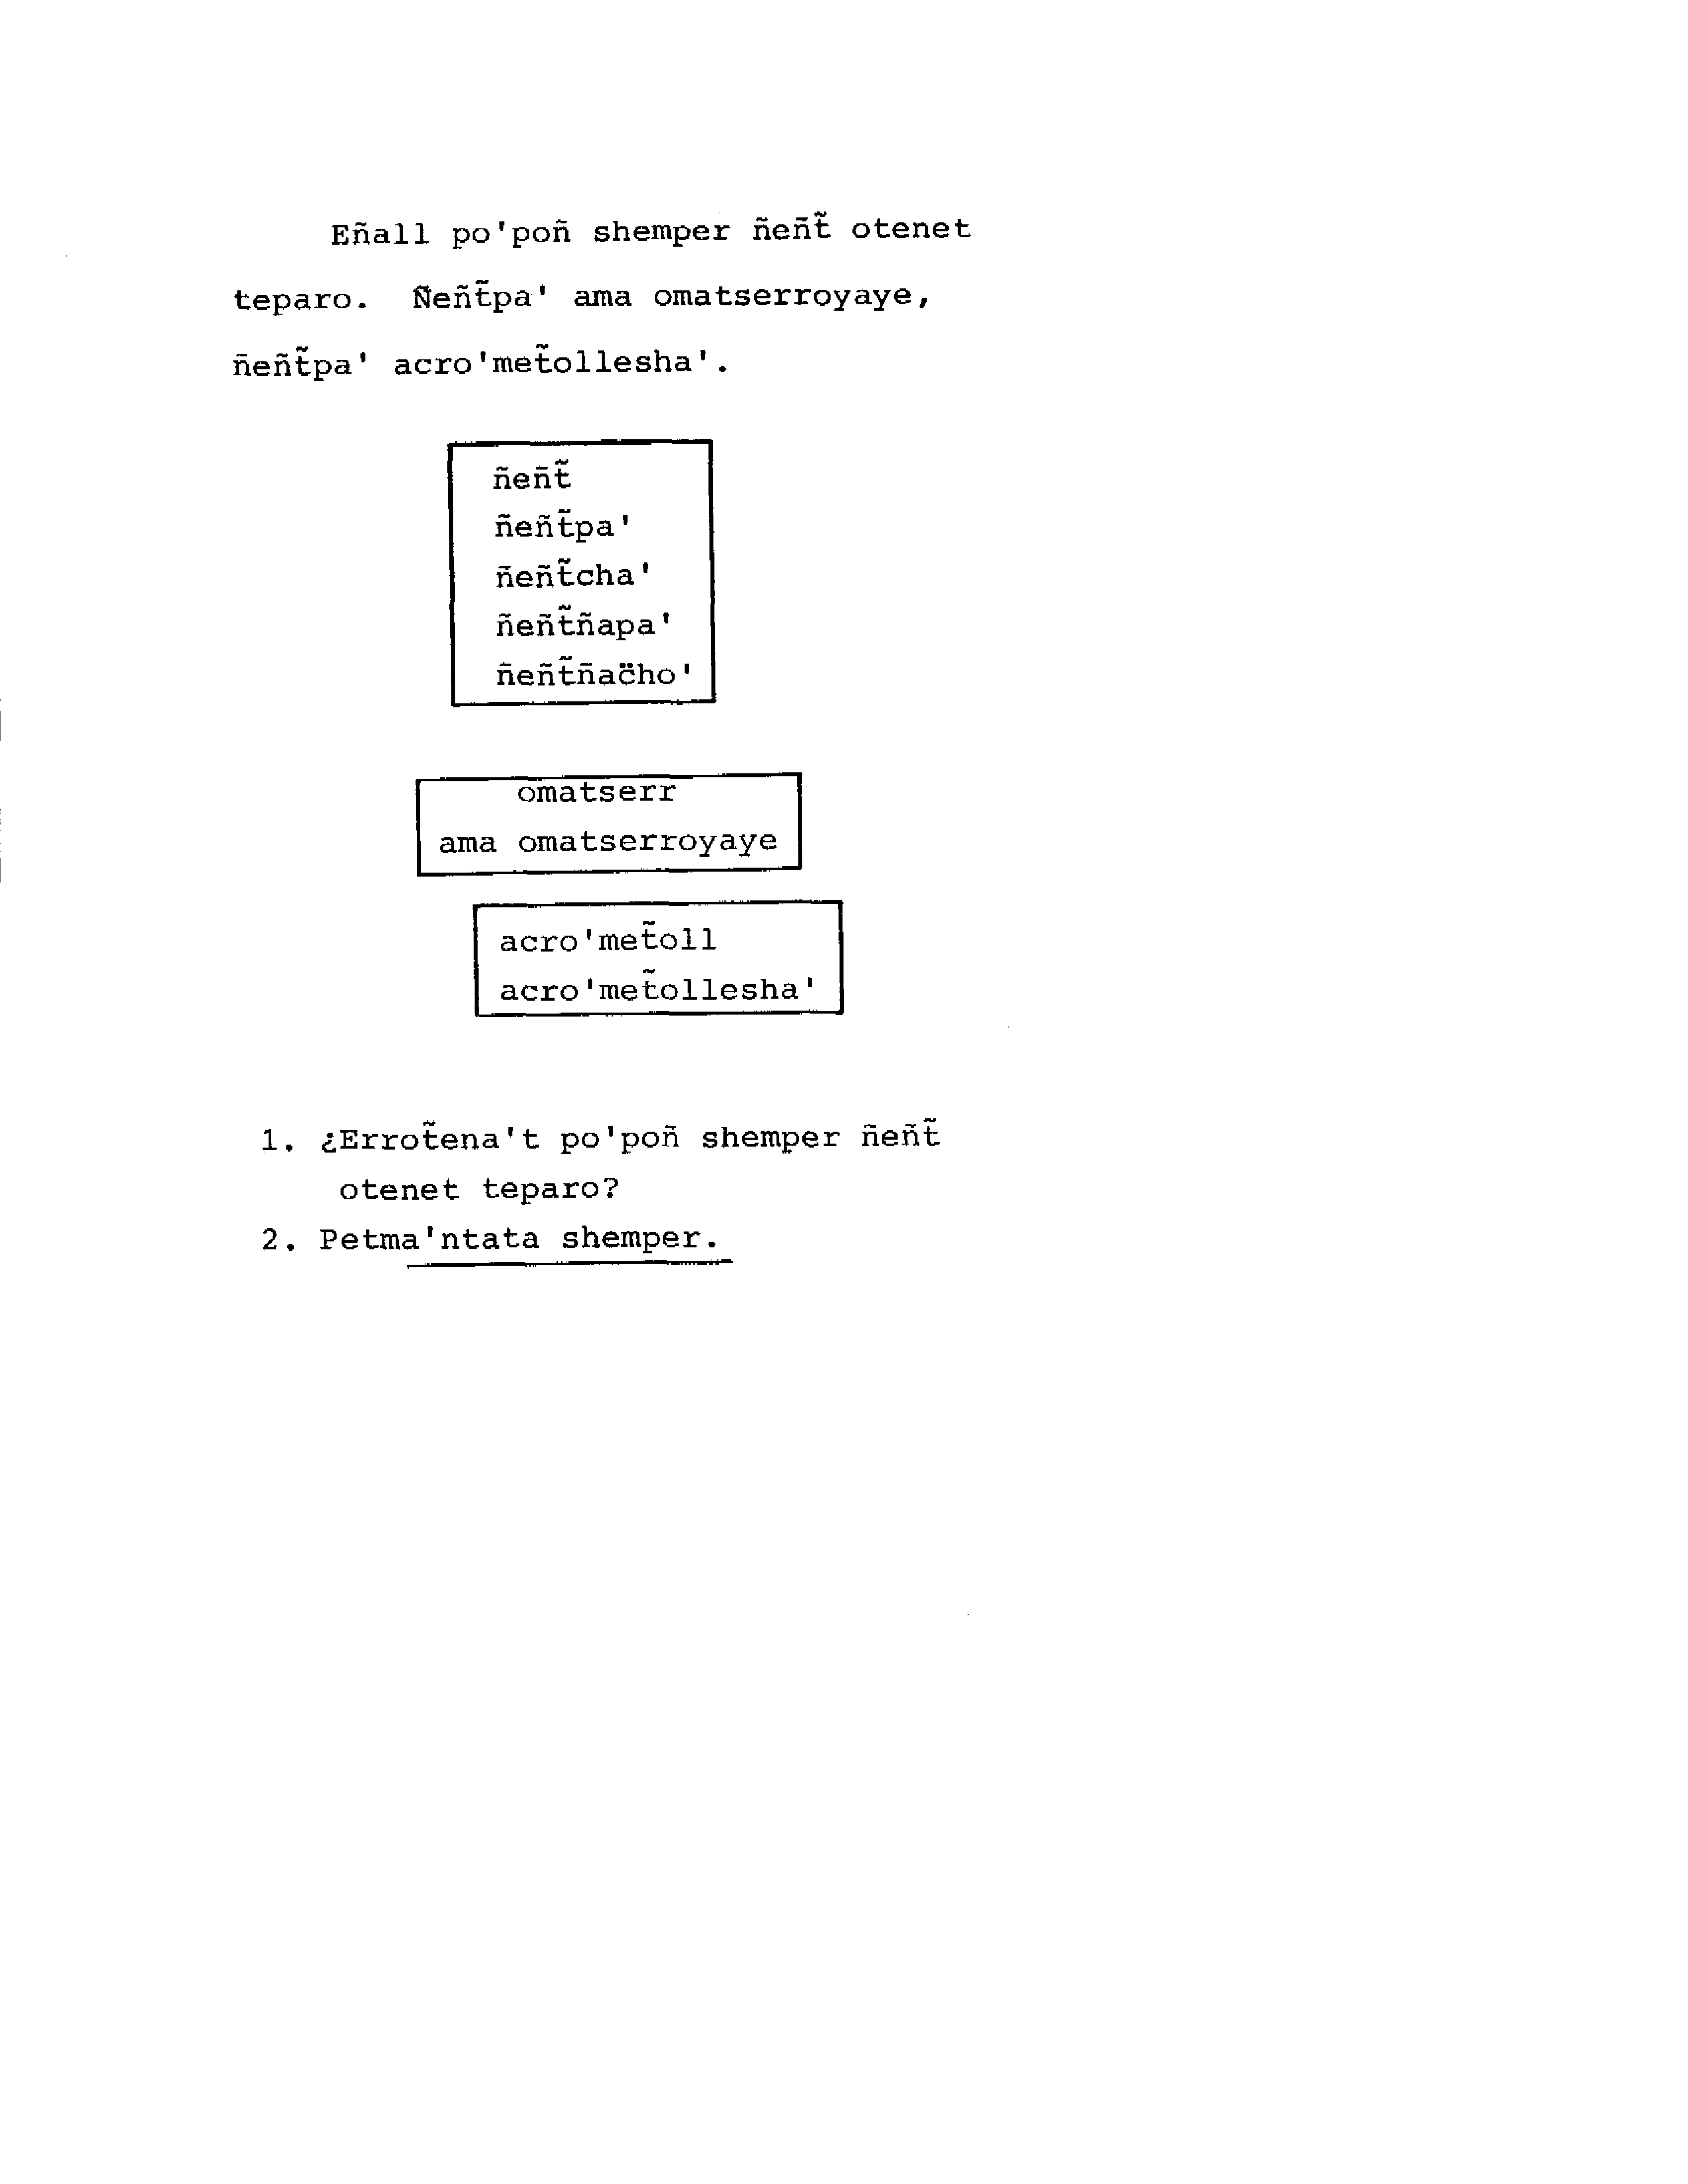 Eñall po'poñ shemper ñeñt̃ otenet
teparo. Ñeñt̃pa' ama omatserroyaye,
ñeñt̃pa' acro'met̃ollesha'.
ñeñt̃
ñeñt̃pa'
ñeñt̃cha'
ñeñt̃ñapa'
ñeñt̃ñac̈ho'
omatserr
ama omatserroyaye
acro'met̃oll
acro'met̃ollesha'
1. ¿Errot̃ena't po'poñ shemper ñeñt̃
otenet teparo?
2. Petma'ntata shemper.